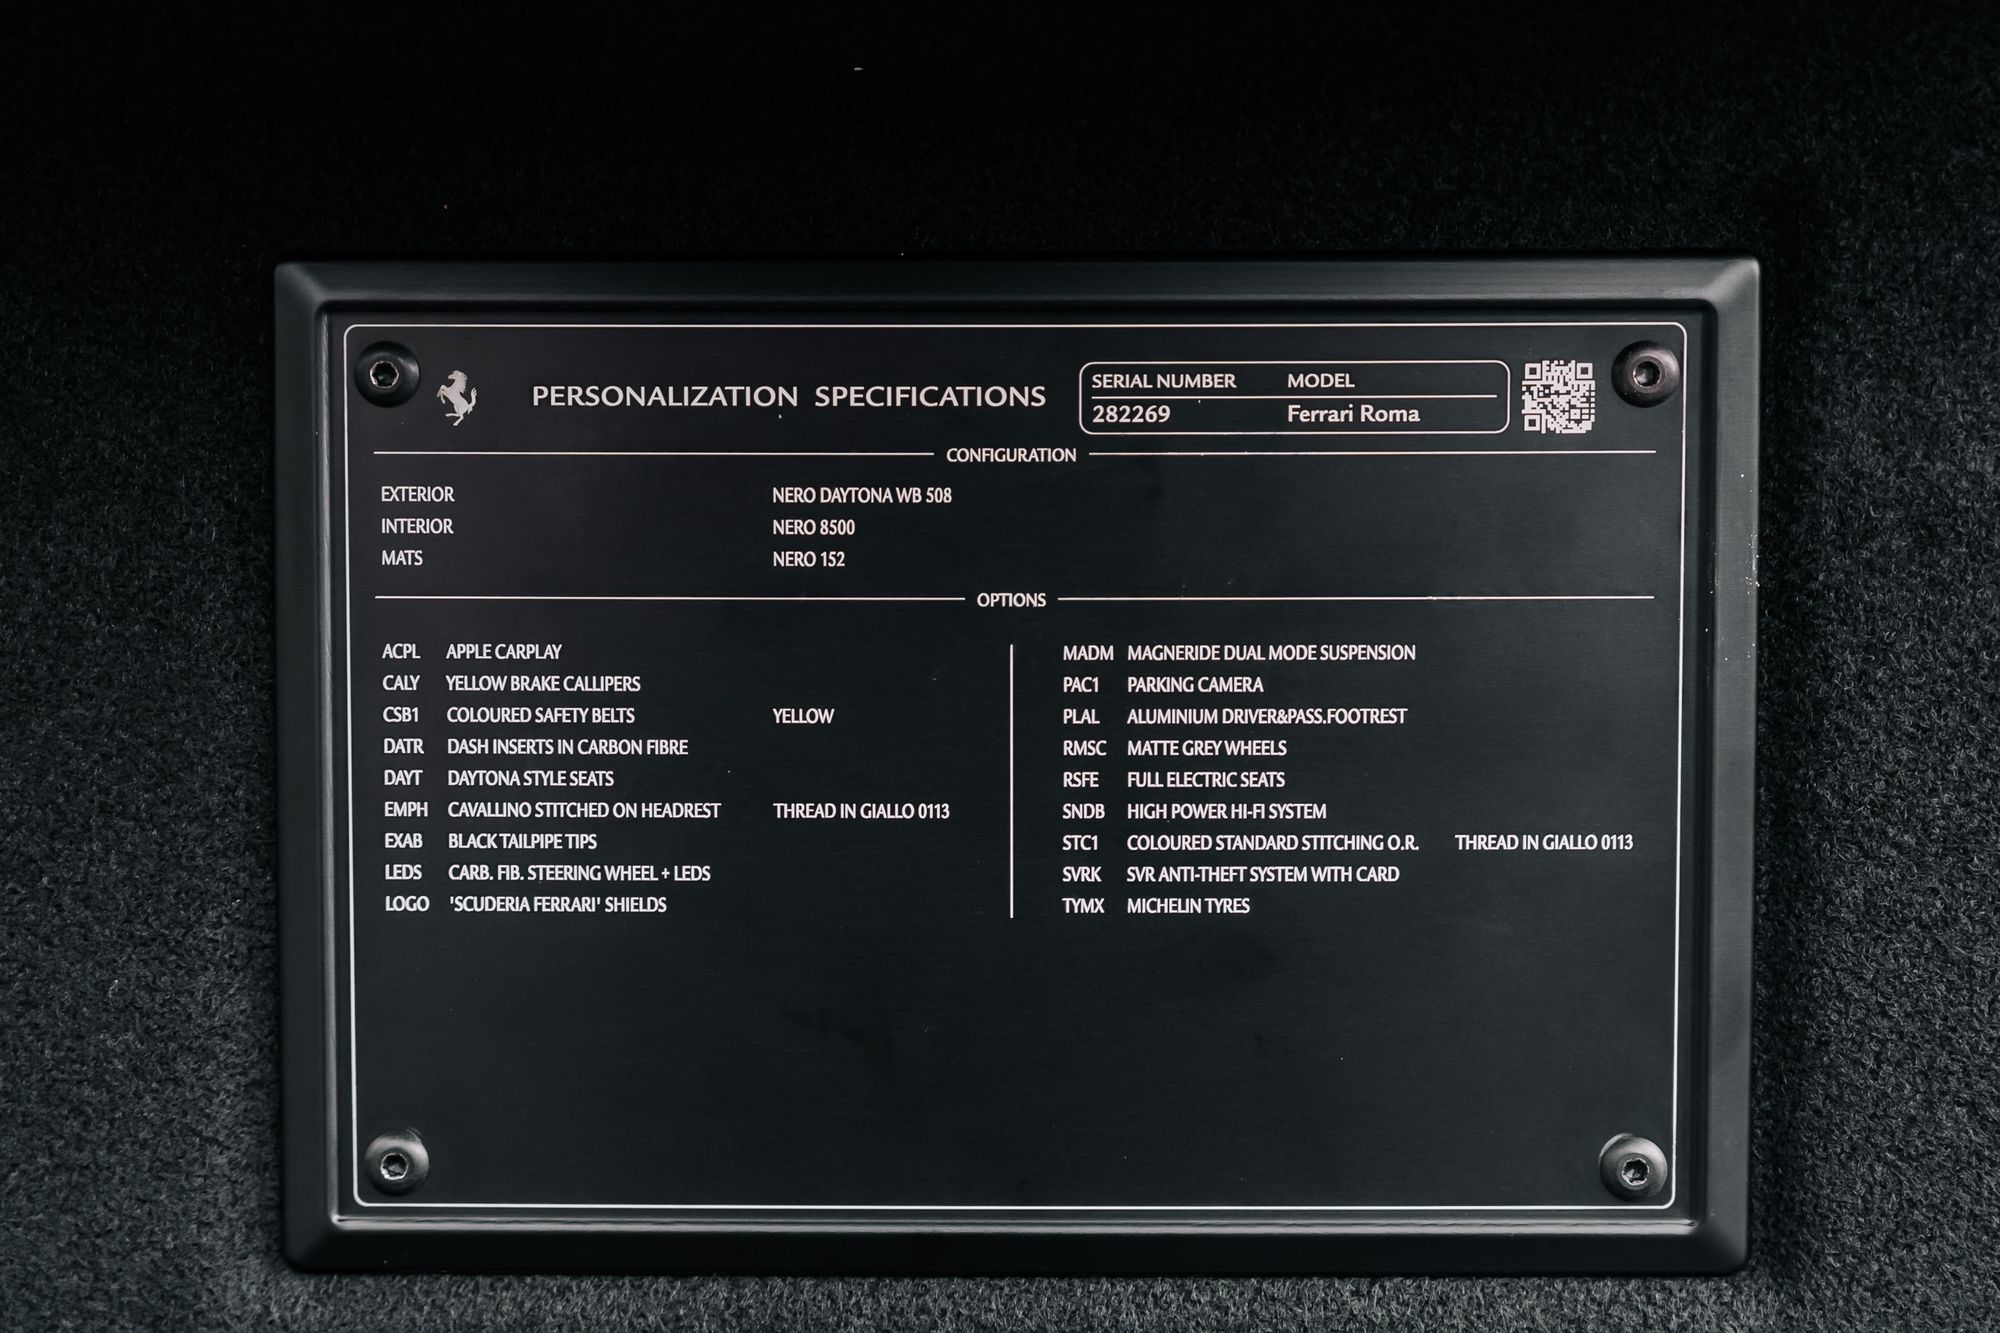 PERSONALIZATION SPECIFICATIONS
SERIAL NUMBER MODEL
282269 Ferrari Roma
CONFIGURATION
EXTERIOR NERO DAYTONA WB 508
INTERIOR NERO 8500
MATS NERO 152
OPTIONS
ACPL APPLE CARPLAY
CALY YELLOW BRAKE CALLIPERS
CSB1 COLOURED SAFETY BELTS YELLOW
DATR DASH INSERTS IN CARBON FIBRE
DAYT DAYTONA STYLE SEATS
EMPH CAVALLINO STITCHED ON HEADREST THREAD IN GIALLO 0113
EXAB BLACK TAILPIPE TIPS
LEDS CARB. FIB. STEERING WHEEL + LEDS
LOGO 'SCUDERIA FERRARI' SHIELDS
MADM MAGNERIDE DUAL MODE SUSPENSION
PAC1 PARKING CAMERA
PLAL ALUMINIUM DRIVER&PASS.FOOTREST
RMSC MATTE GREY WHEELS
RSFE FULL ELECTRIC SEATS
SNDB HIGH POWER HI-FI SYSTEM
STC1 COLOURED STANDARD STITCHING O.R. THREAD IN GIALLO 0113
SVRK SVR ANTI-THEFT SYSTEM WITH CARD
TYMX MICHELIN TYRES